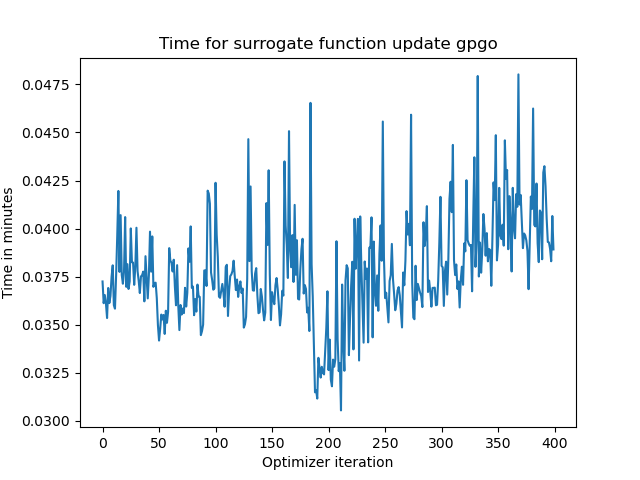 Time for surrogate function update gpgo
Time in minutes
0.0475
0.0450
0.0425
0.0400
0.0375
0.0350
0.0325
0.0300
0 50 100 150 200 250 300 350 400
Optimizer iteration